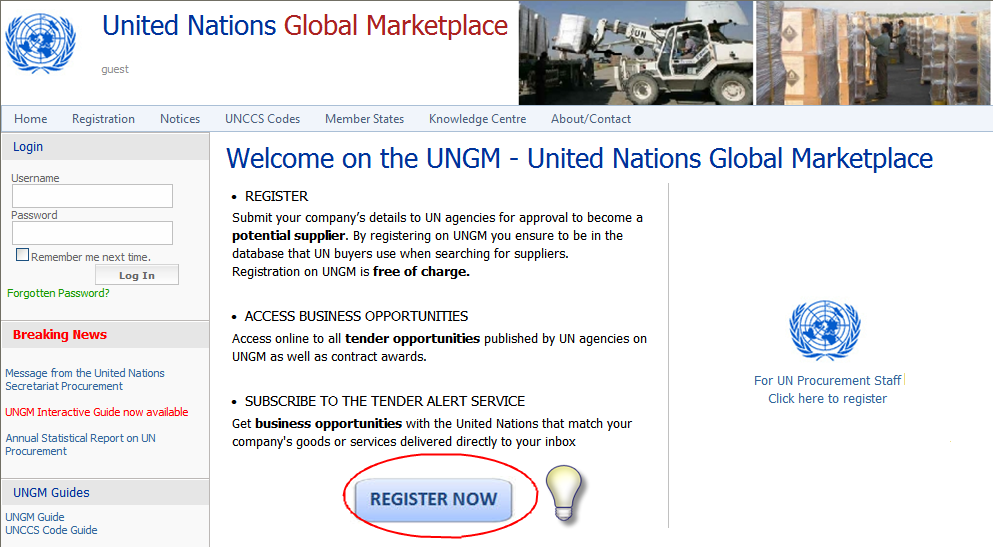 United Nations Global Marketplace
guest
UN
Home Registration Notices UNCCS Codes Member States Knowledge Centre About/Contact
Login
Username
Password
Remember me next time.
Log In
Forgotten Password?
Breaking News
Message from the United Nations
Secretariat Procurement
UNGM Interactive Guide now available
Annual Statistical Report on UN
Procurement
UNGM Guides
UNGM Guide
UNCCS Code Guide
Welcome on the UNGM - United Nations Global Marketplace
• REGISTER
Submit your company’s details to UN agencies for approval to become a
potential supplier. By registering on UNGM you ensure to be in the
database that UN buyers use when searching for suppliers.
Registration on UNGM is free of charge.
• ACCESS BUSINESS OPPORTUNITIES
Access online to all tender opportunities published by UN agencies on
UNGM as well as contract awards.
• SUBSCRIBE TO THE TENDER ALERT SERVICE
Get business opportunities with the United Nations that match your
company's goods or services delivered directly to your inbox
REGISTER NOW
For UN Procurement Staff
Click here to register